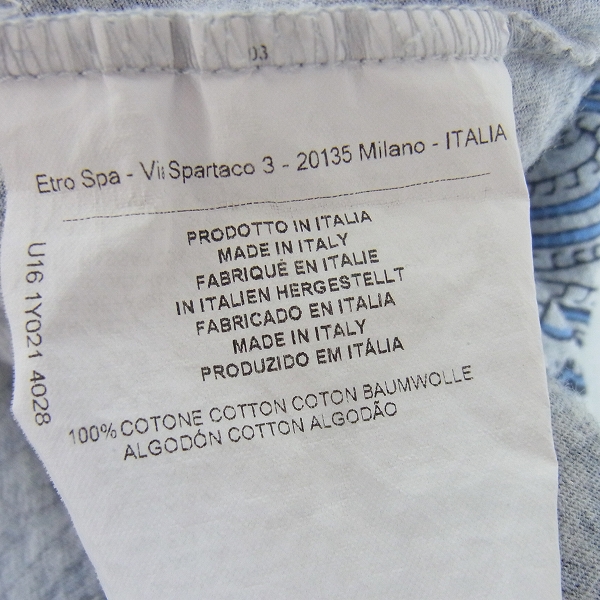 03
Etro Spa - Via Spartaco 3 - 20135 Milano - ITALIA
PRODOTTO IN ITALIA
MADE IN ITALY
FABRIQUÉ EN ITALIE
IN ITALIEN HERGESTELLT
FABRICADO EN ITALIA
MADE IN ITALY
PRODUZIDO EM ITÁLIA
100% COTONE COTTON COTON BAUMWOLLE
ALGODÓN COTTON ALGODÃO
U16 1Y021 4028